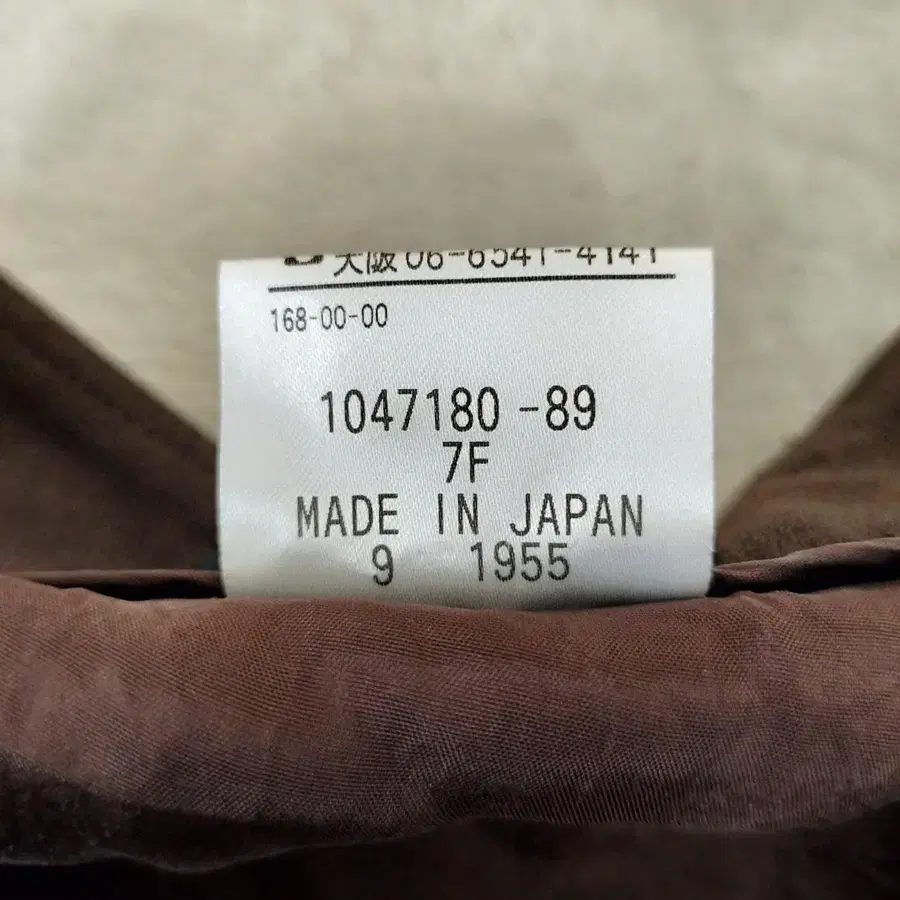 大阪 06-6541-4141
168-00-00
1047180 -89
7F
MADE IN JAPAN
9 1955